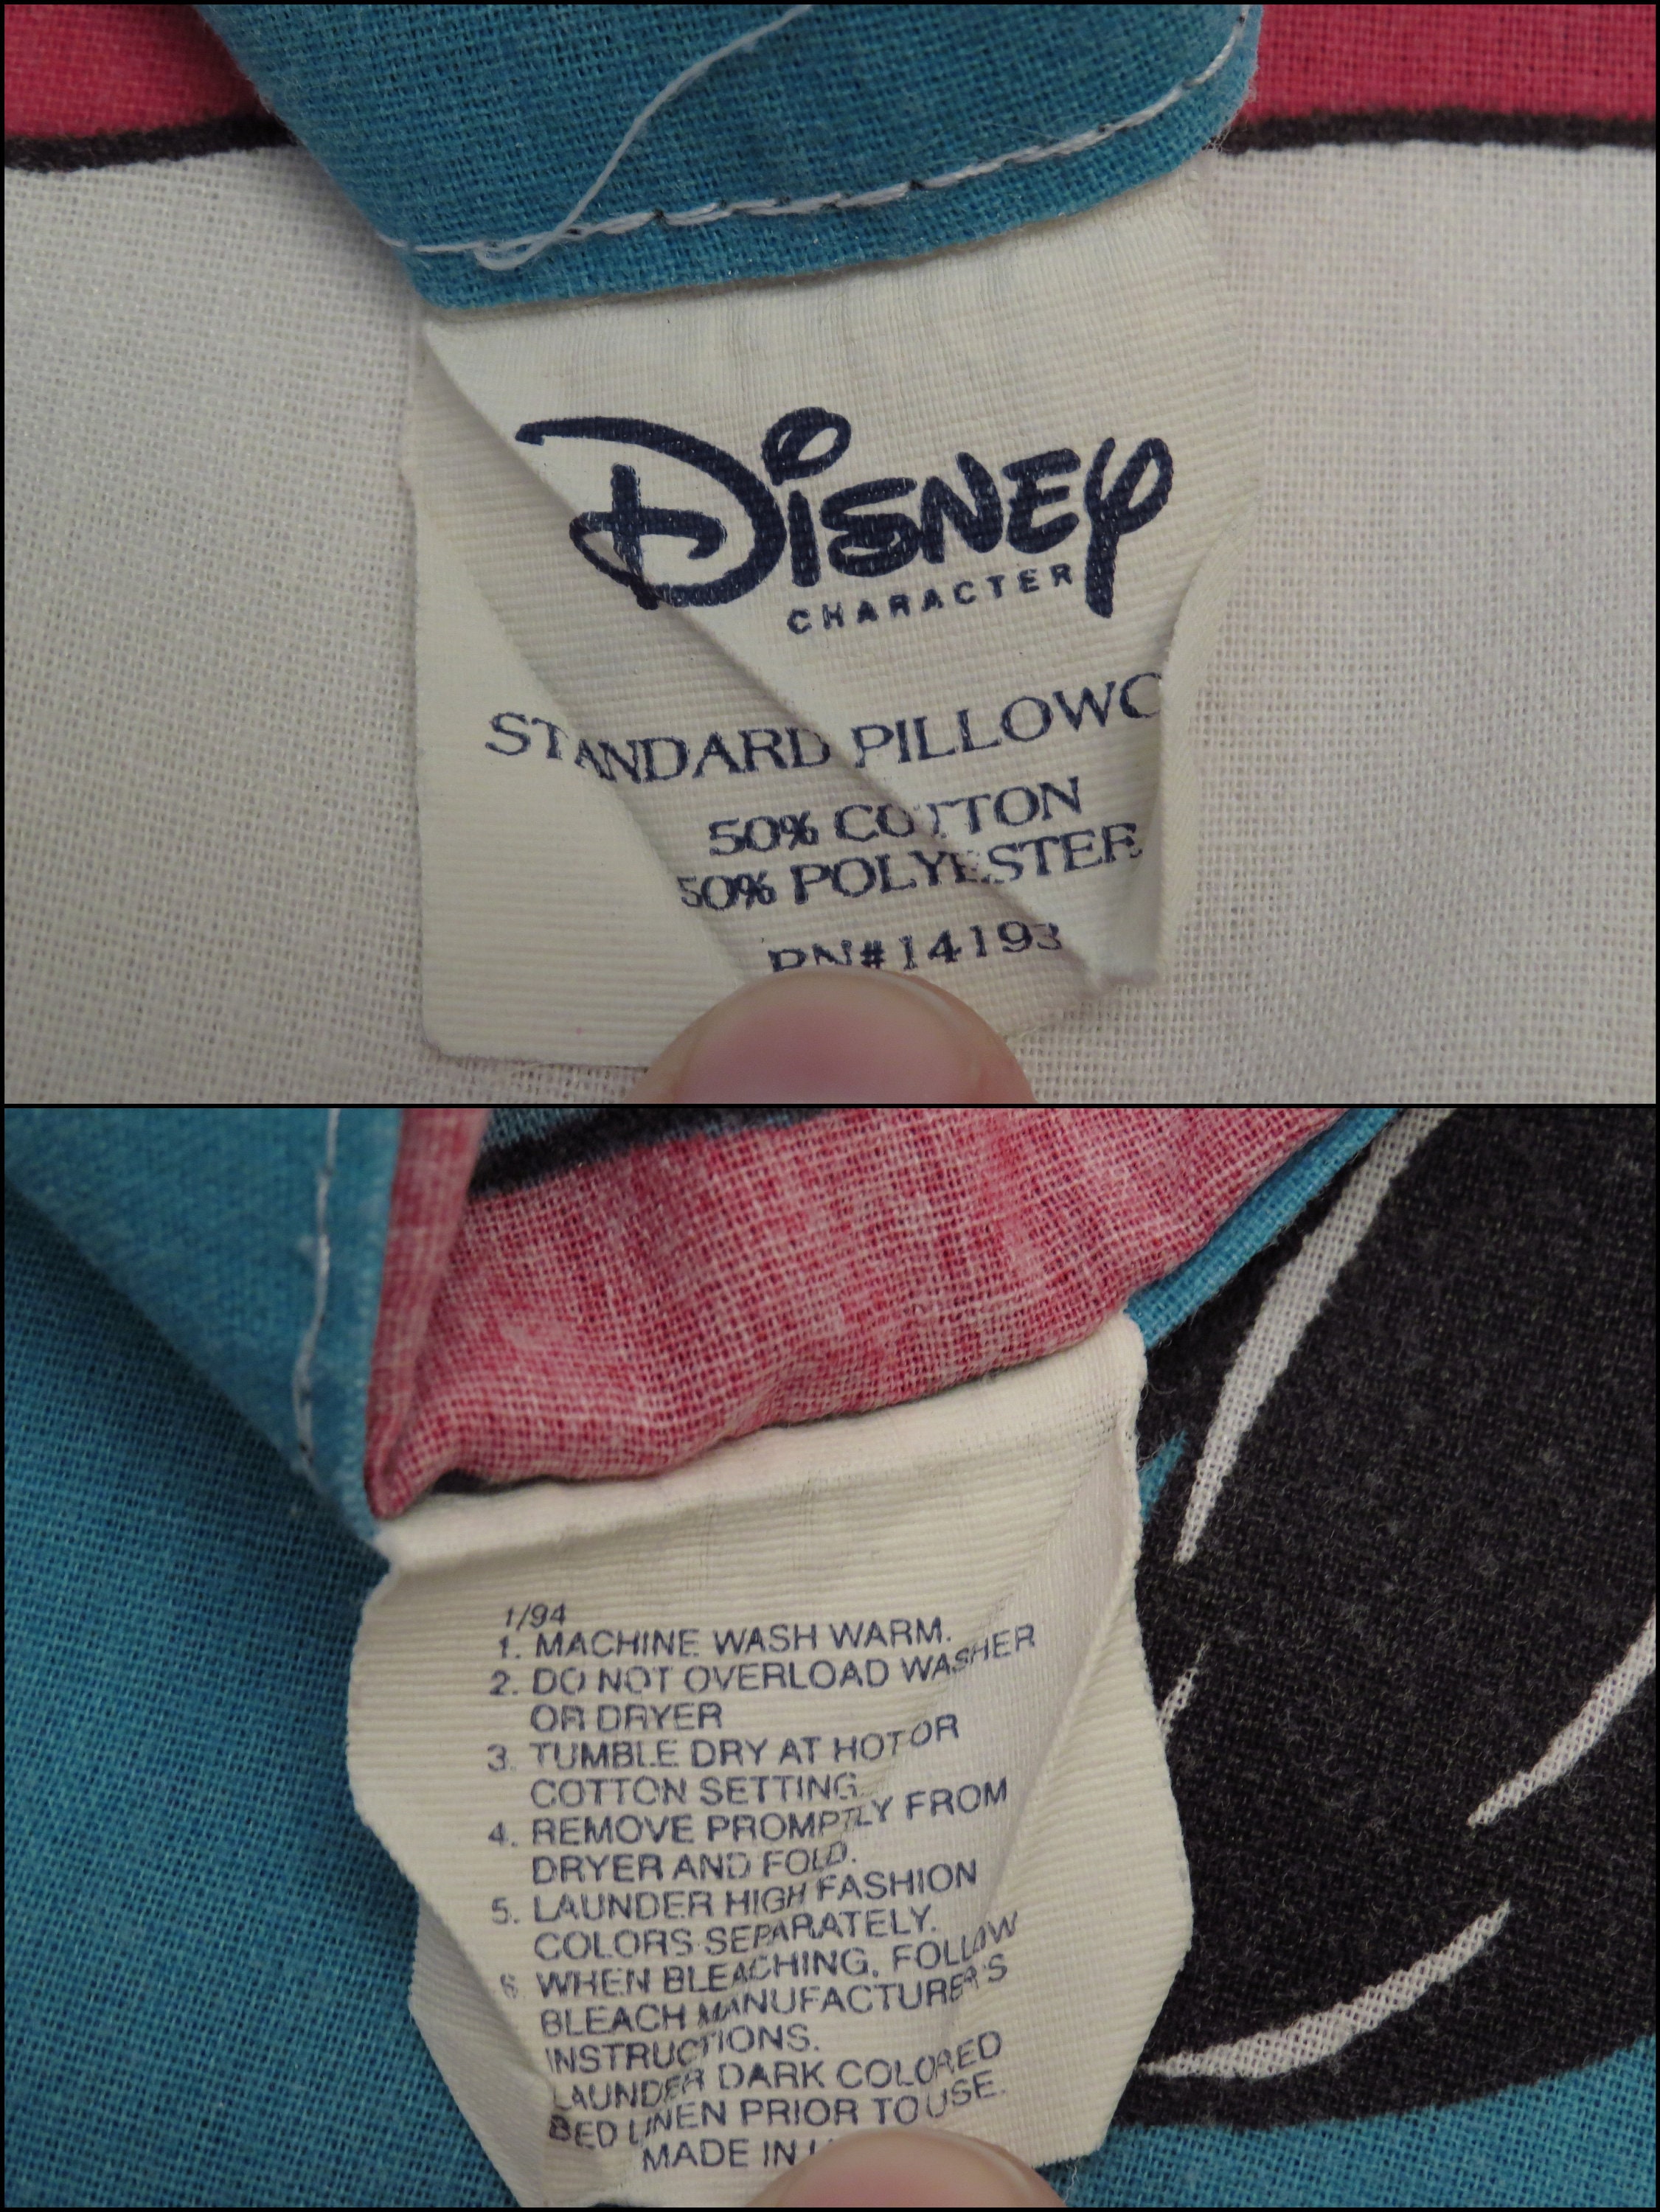 Disney
CHARACTER
STANDARD PILLOWC
50% COTTON
50% POLYESTER
RN#14193
1/94
1. MACHINE WASH WARM.
2. DO NOT OVERLOAD WASHER
OR DRYER
3. TUMBLE DRY AT HOT OR
COTTON SETTING.
4. REMOVE PROMPTLY FROM
DRYER AND FOLD.
5. LAUNDER HIGH FASHION
COLORS SEPARATELY.
6 WHEN BLEACHING, FOLLOW
BLEACH MANUFACTURER'S
INSTRUCTIONS.
LAUNDER DARK COLORED
BED LINEN PRIOR TO USE.
MADE IN